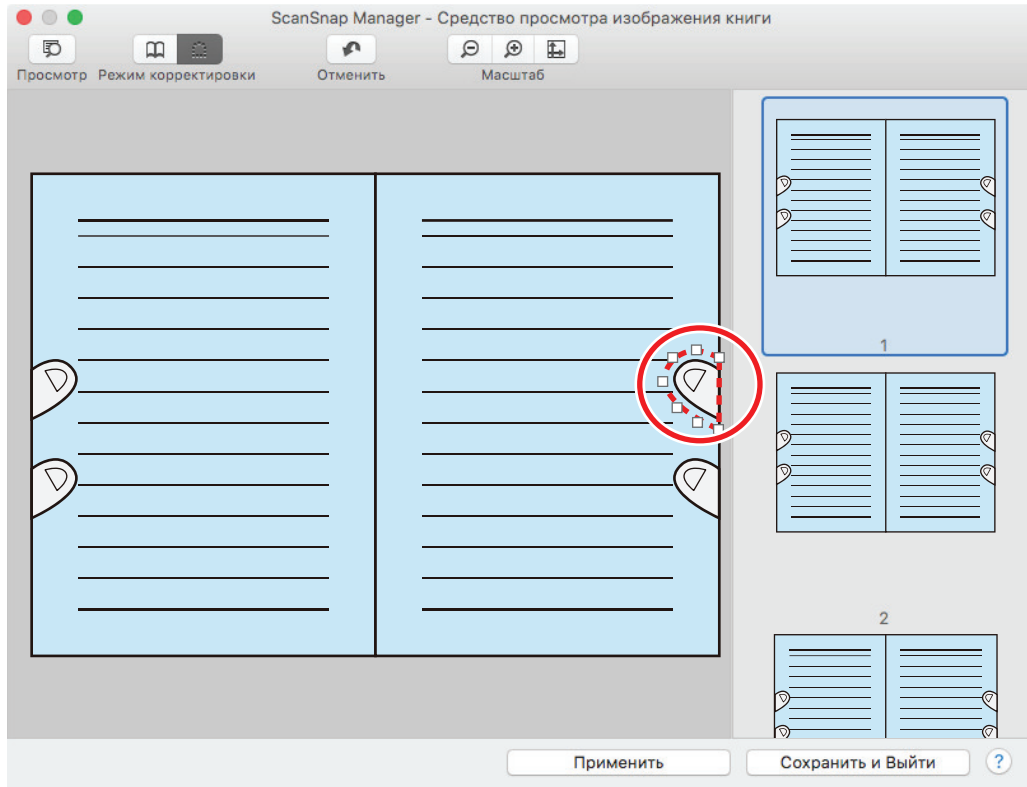 ScanSnap Manager - Средство просмотра изображения книги
Просмотр Режим корректировки Отменить Масштаб
1
2
Применить Сохранить и Выйти ?